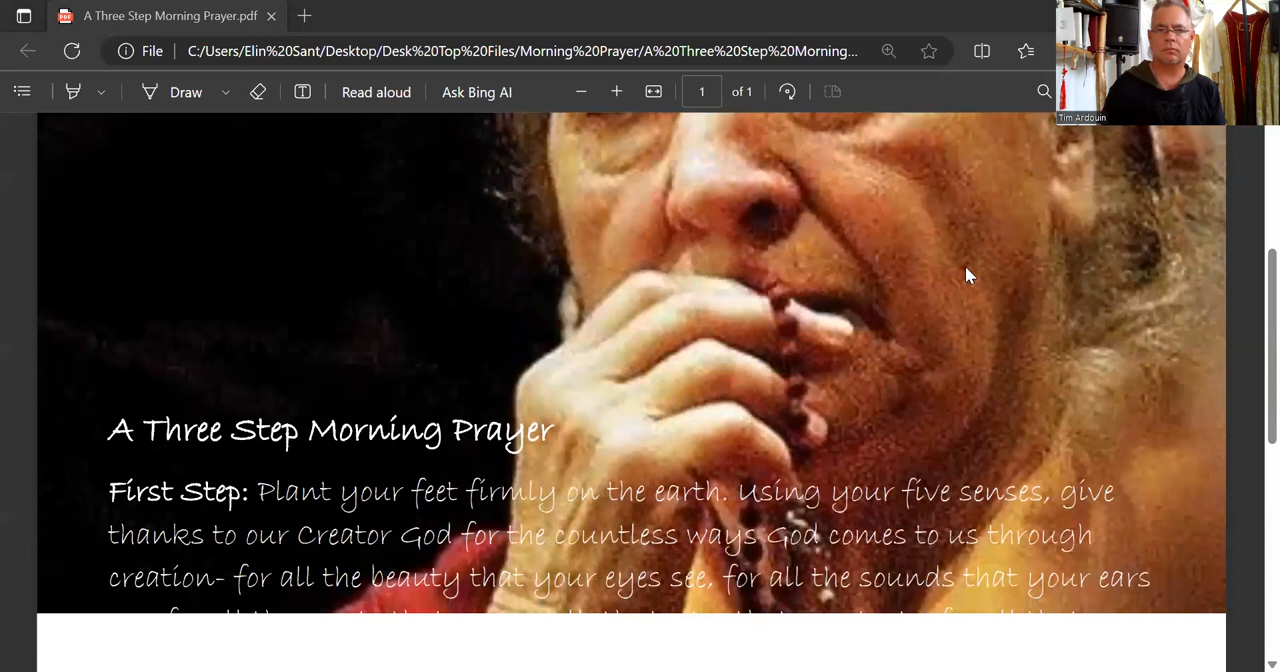 A Three Step Morning Prayer.pdf
File
C:/Users/Elin%20Sant/Desktop/Desk%20Top%20Files/Morning%20Prayer/A%20Three%20Step%20Morning...
Draw
Read aloud
Ask Bing AI
1
of 1
Tim Ardouin
A Three Step Morning Prayer
First Step: Plant your feet firmly on the earth. Using your five senses, give
thanks to our Creator God for the countless ways God comes to us through
creation- for all the beauty that your eyes see, for all the sounds that your ears